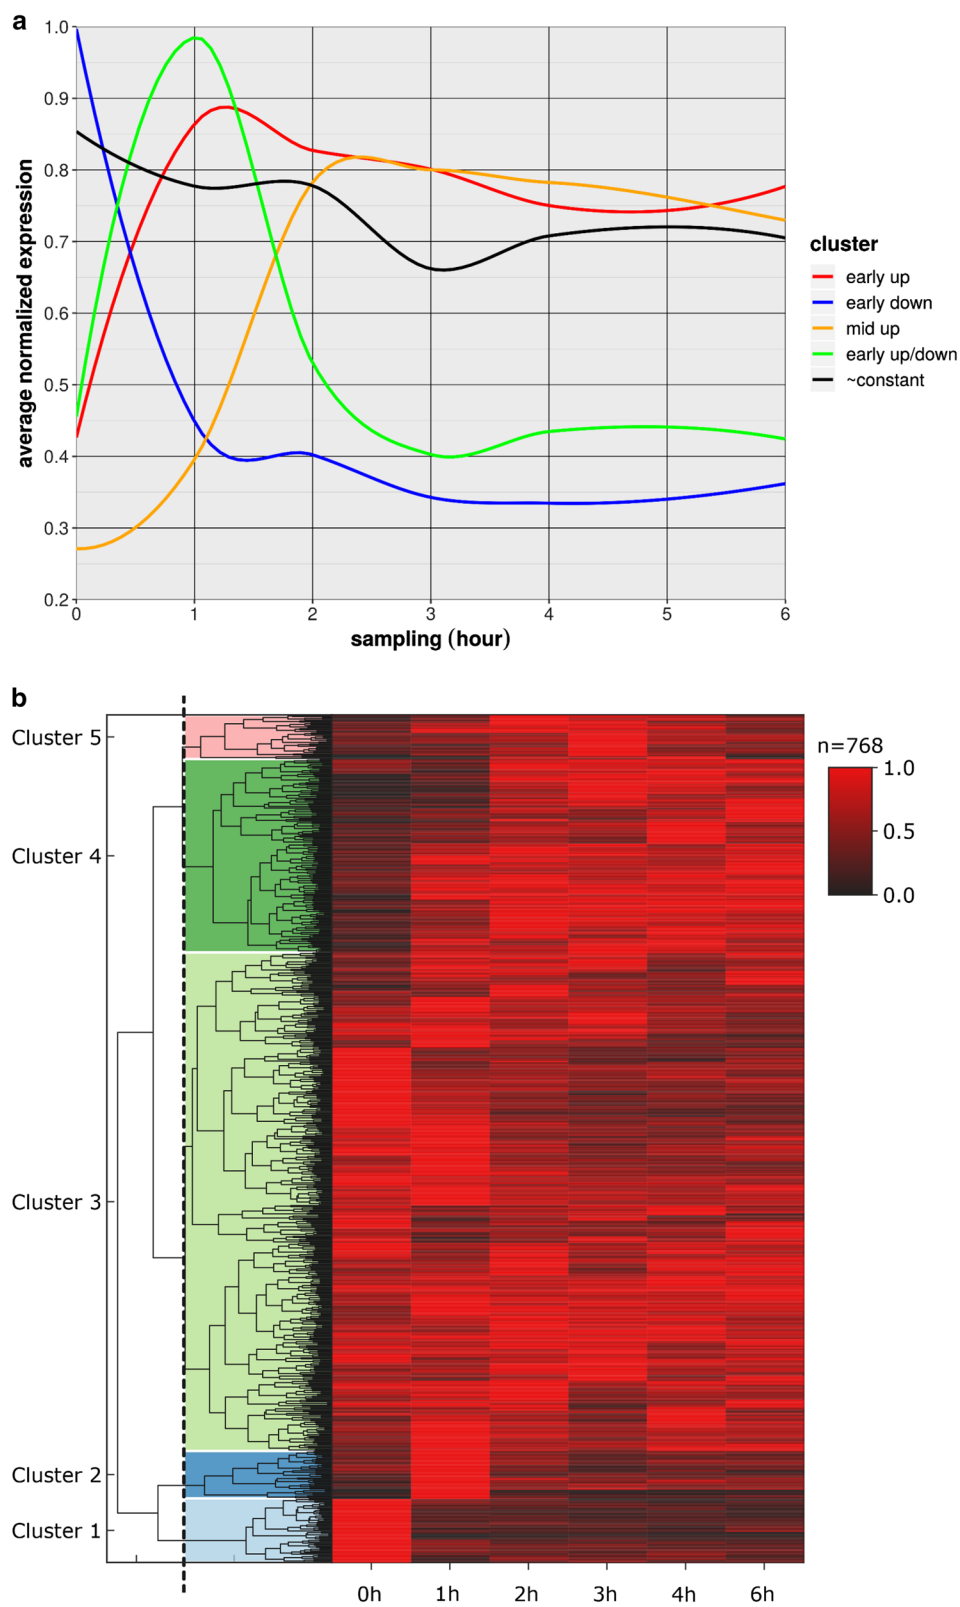 a
1.0
0.9
0.8
0.7
0.6
0.5
0.4
0.3
0.2
average normalized expression
0 1 2 3 4 5 6
sampling (hour)
cluster
early up
early down
mid up
early up/down
~constant
b
Cluster 5
Cluster 4
Cluster 3
Cluster 2
Cluster 1
n=768
1.0
0.5
0.0
0h 1h 2h 3h 4h 6h